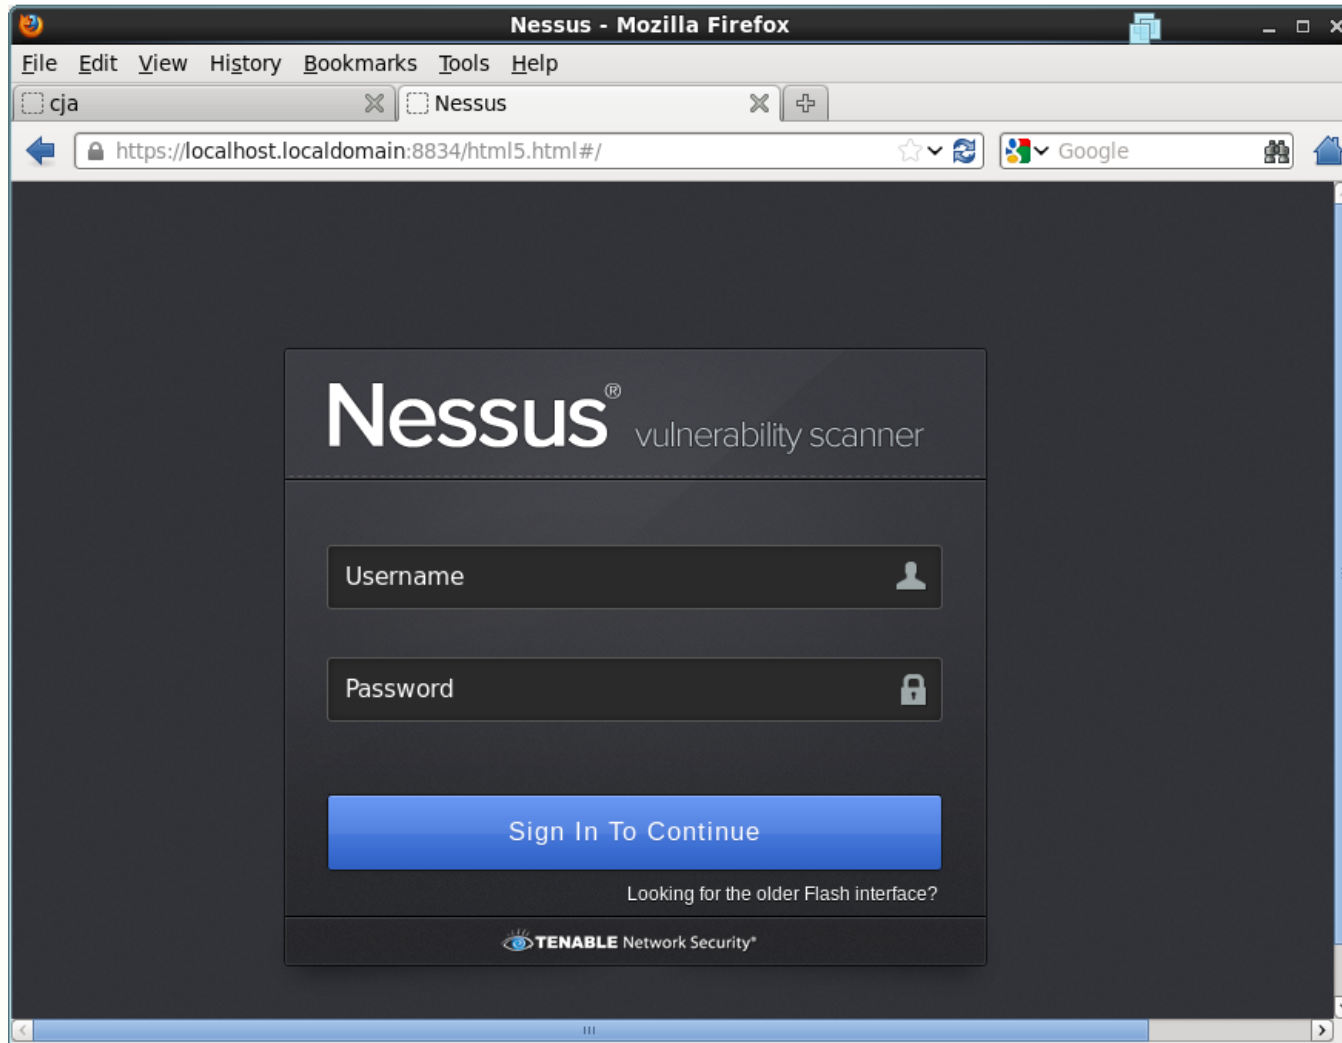 Nessus - Mozilla Firefox
File Edit View History Bookmarks Tools Help
cja Nessus
https://localhost.localdomain:8834/html5.html#/ Google
Nessus® vulnerability scanner
Username
Password
Sign In To Continue
Looking for the older Flash interface?
TENABLE Network Security®